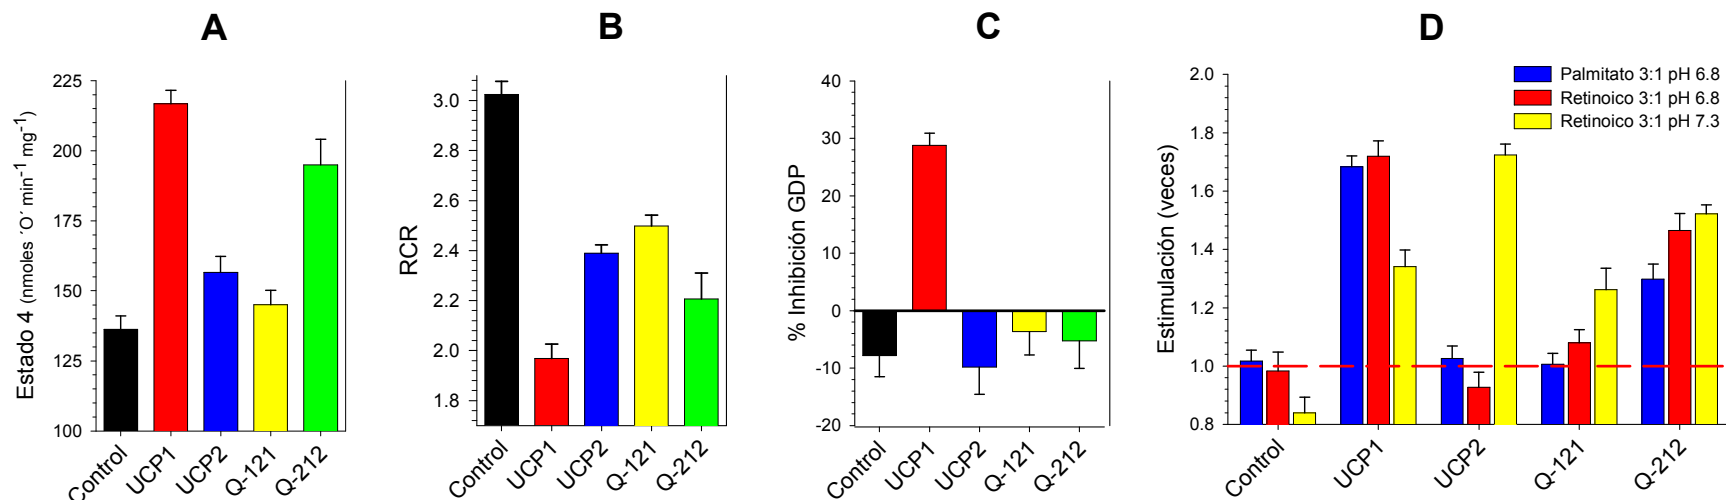 A
B
C
D
Estado 4 (nmoles ´O´ min⁻¹ mg⁻¹)
225
200
175
150
125
100
Control
UCP1
UCP2
Q-121
Q-212
RCR
3.0
2.8
2.6
2.4
2.2
2.0
1.8
Control
UCP1
UCP2
Q-121
Q-212
% Inhibición GDP
40
30
20
10
0
-10
-20
Control
UCP1
UCP2
Q-121
Q-212
Estimulación (veces)
2.0
1.8
1.6
1.4
1.2
1.0
0.8
Palmitato 3:1 pH 6.8
Retinoico 3:1 pH 6.8
Retinoico 3:1 pH 7.3
Control
UCP1
UCP2
Q-121
Q-212